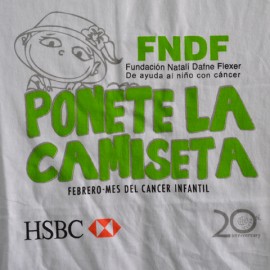 FNDF
Fundación Natalí Dafne Flexer
De ayuda al niño con cáncer
PONETE LA
CAMISETA
FEBRERO-MES DEL CANCER INFANTIL
HSBC
20